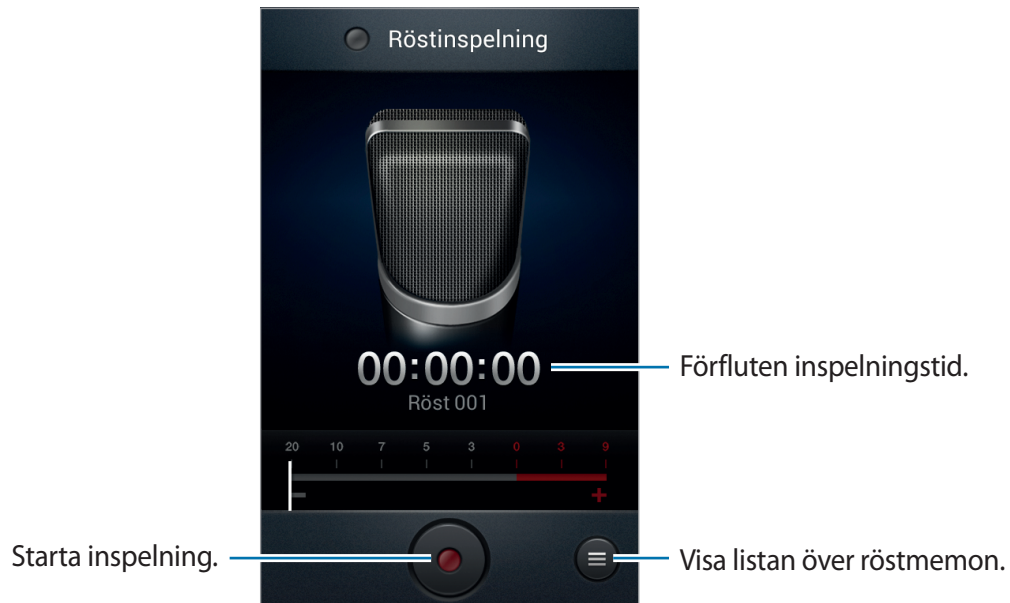 Röstinspelning
00:00:00
Förfluten inspelningstid.
Röst 001
20 10 7 5 3 0 3 9
- +
Starta inspelning.
Visa listan över röstmemon.